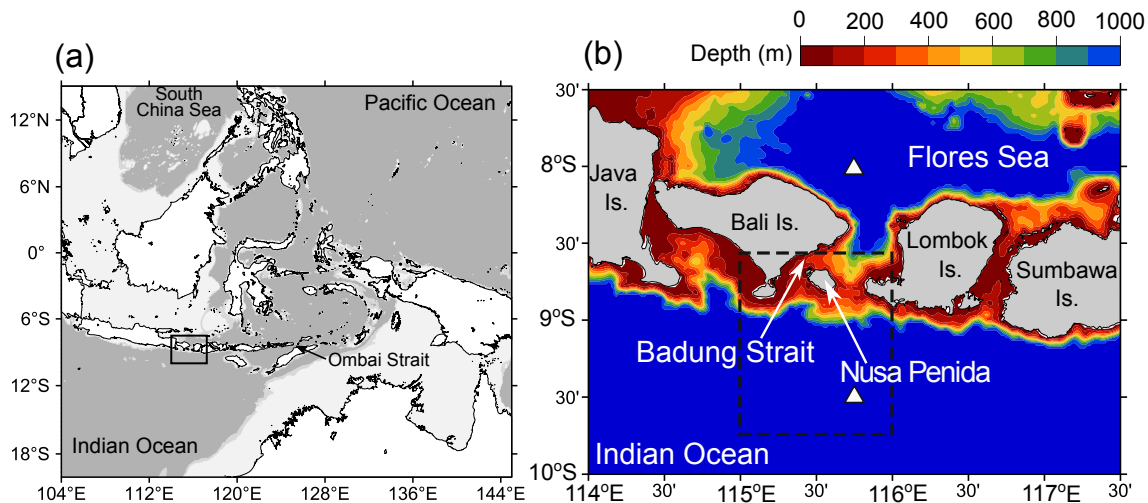 (a)
South
China Sea
Pacific Ocean
12°N
6°N
0°
6°S
12°S
18°S
Ombai Strait
Indian Ocean
104°E 112°E 120°E 128°E 136°E 144°E
(b)
0 200 400 600 800 1000
Depth (m)
30'
8°S
30'
9°S
30'
10°S
Java
Is.
Flores Sea
Bali Is.
Lombok
Is.
Sumbawa
Is.
Badung Strait
Nusa Penida
Indian Ocean
114°E 30' 115°E 30' 116°E 30' 117°E 30'